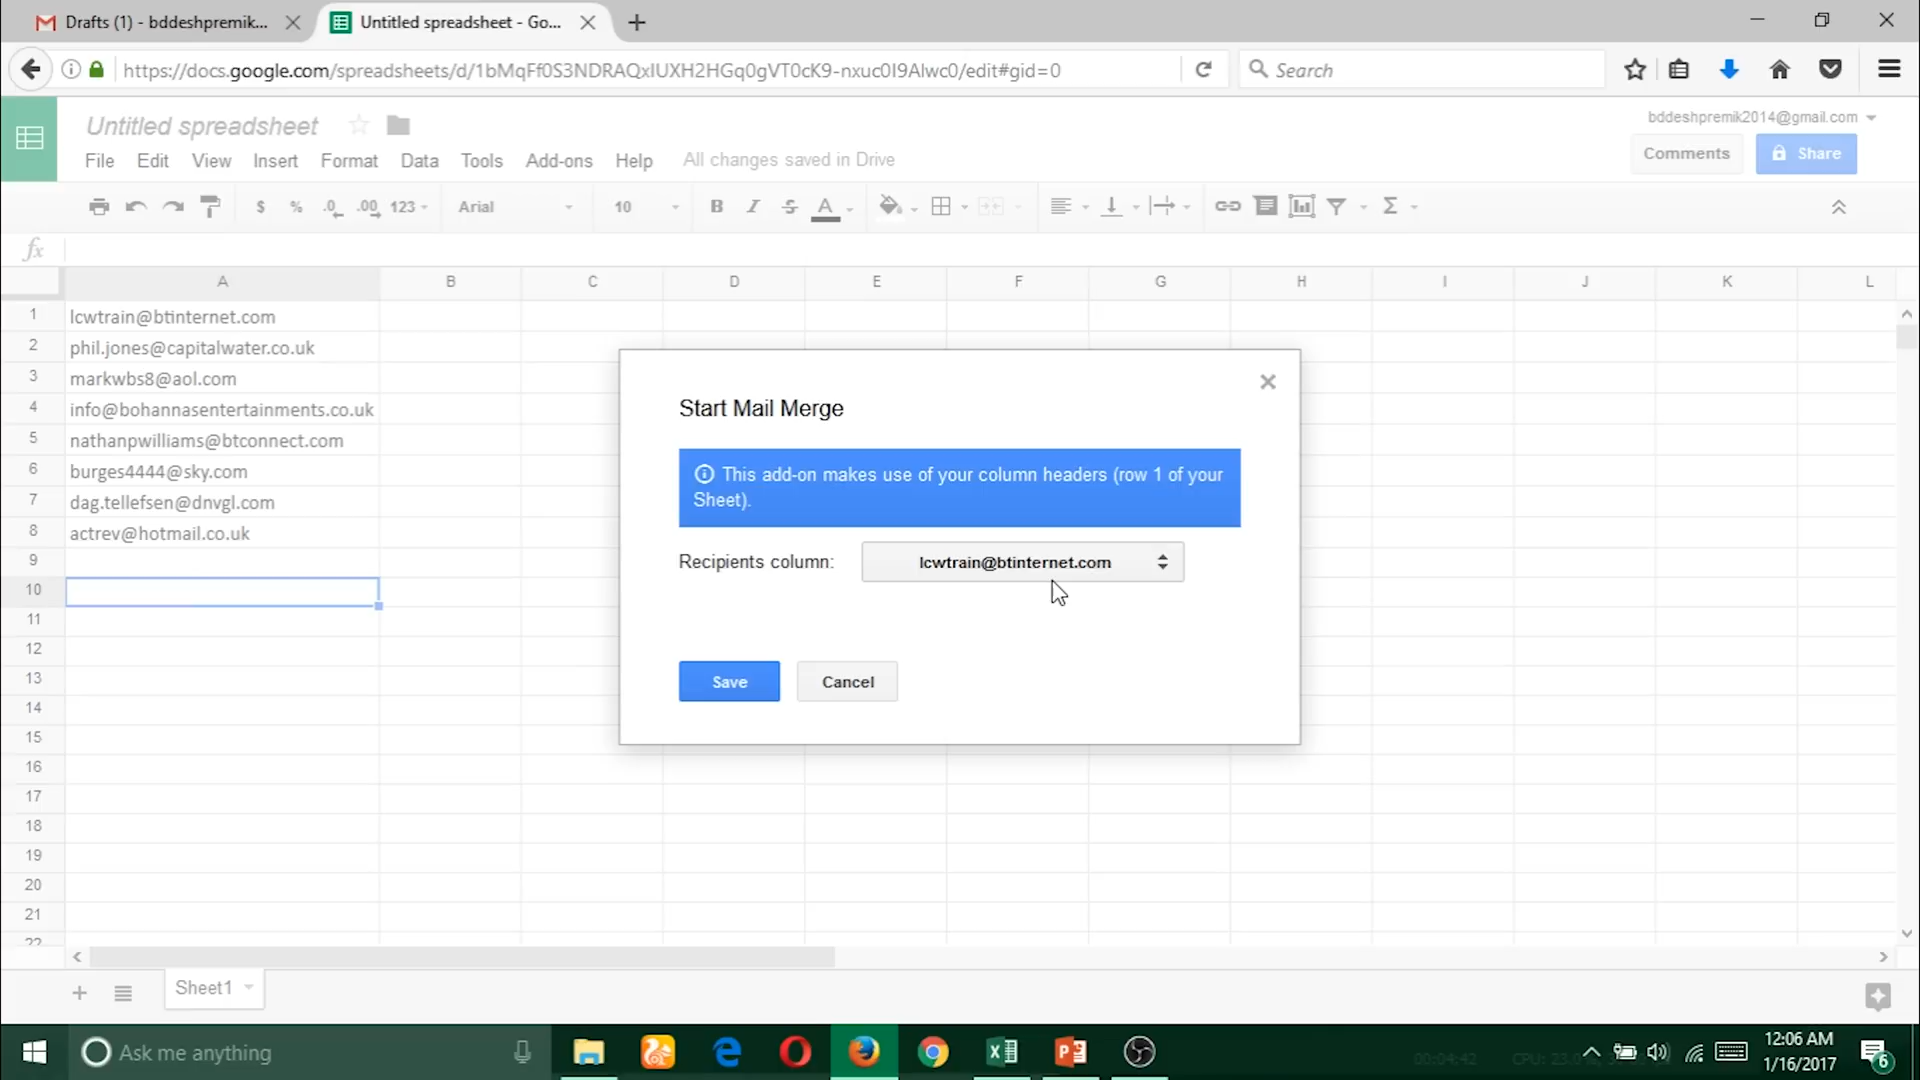 Drafts (1) - bddeshpremik...
Untitled spreadsheet - Go...
https://docs.google.com/spreadsheets/d/1bMqFf0S3NDRAQxIUXH2HGq0gVT0cK9-nxuc0I9Alwc0/edit#gid=0
Search
Untitled spreadsheet
bddeshpremik2014@gmail.com
File Edit View Insert Format Data Tools Add-ons Help All changes saved in Drive
Comments
Share
$ % .0 .00 123 Arial 10 B I S A Σ
fx
A B C D E F G H I J K L
1 lcwtrain@btinternet.com
2 phil.jones@capitalwater.co.uk
3 markwbs8@aol.com
4 info@bohannasentertainments.co.uk
5 nathanpwilliams@btconnect.com
6 burges4444@sky.com
7 dag.tellefsen@dnvgl.com
8 actrev@hotmail.co.uk
9
10
11
12
13
14
15
16
17
18
19
20
21
22
Start Mail Merge
This add-on makes use of your column headers (row 1 of your
Sheet).
Recipients column: lcwtrain@btinternet.com
Save Cancel
Sheet1
Ask me anything
00:04:42
12:06 AM
1/16/2017
6